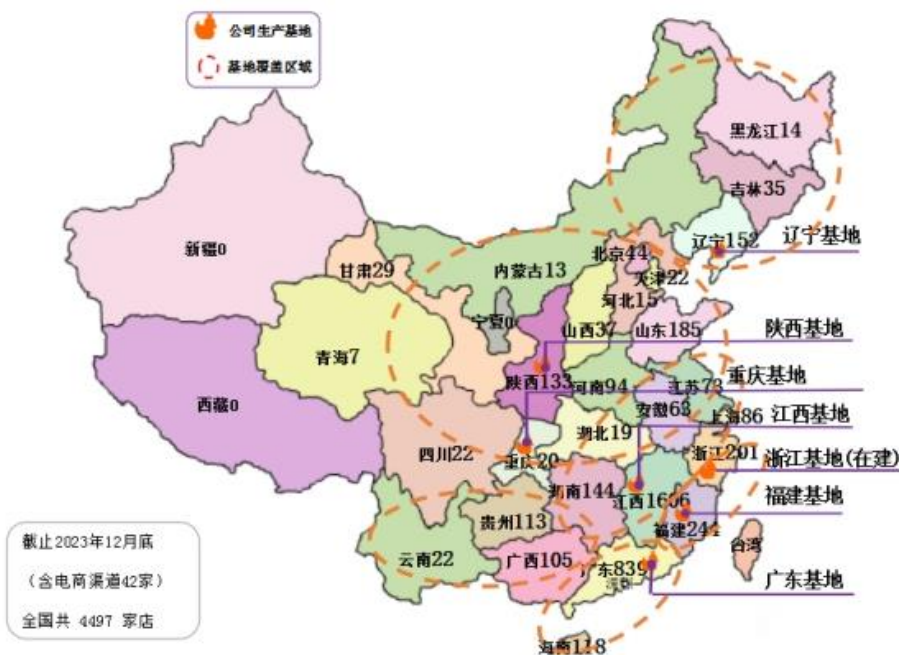 公司生产基地
基地覆盖区域
黑龙江14
吉林35
辽宁152
辽宁基地
新疆0
甘肃29
内蒙古13
北京44
天津22
河北15
宁夏0
山西37
山东185
陕西基地
青海7
陕西133
河南94
江苏73
重庆基地
西藏0
安徽63
上海86
江西基地
四川22
重庆20
湖北19
浙江201
浙江基地(在建)
湖南144
江西1606
福建基地
贵州113
福建244
台湾
云南22
广西105
广东839
广东基地
海南118
截止2023年12月底
(含电商渠道42家)
全国共 4497 家店